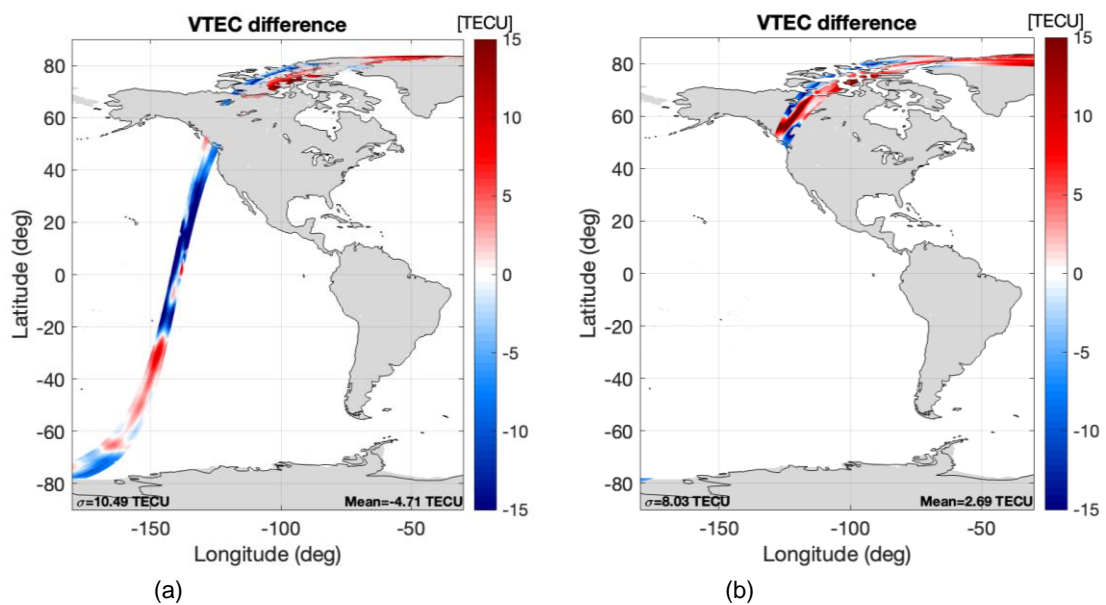 VTEC difference
[TECU]
15
10
5
0
-5
-10
-15
80
60
40
20
0
-20
-40
-60
-80
Latitude (deg)
σ=10.49 TECU
Mean=-4.71 TECU
-150
-100
-50
Longitude (deg)
(a)
VTEC difference
[TECU]
15
10
5
0
-5
-10
-15
80
60
40
20
0
-20
-40
-60
-80
Latitude (deg)
σ=8.03 TECU
Mean=2.69 TECU
-150
-100
-50
Longitude (deg)
(b)